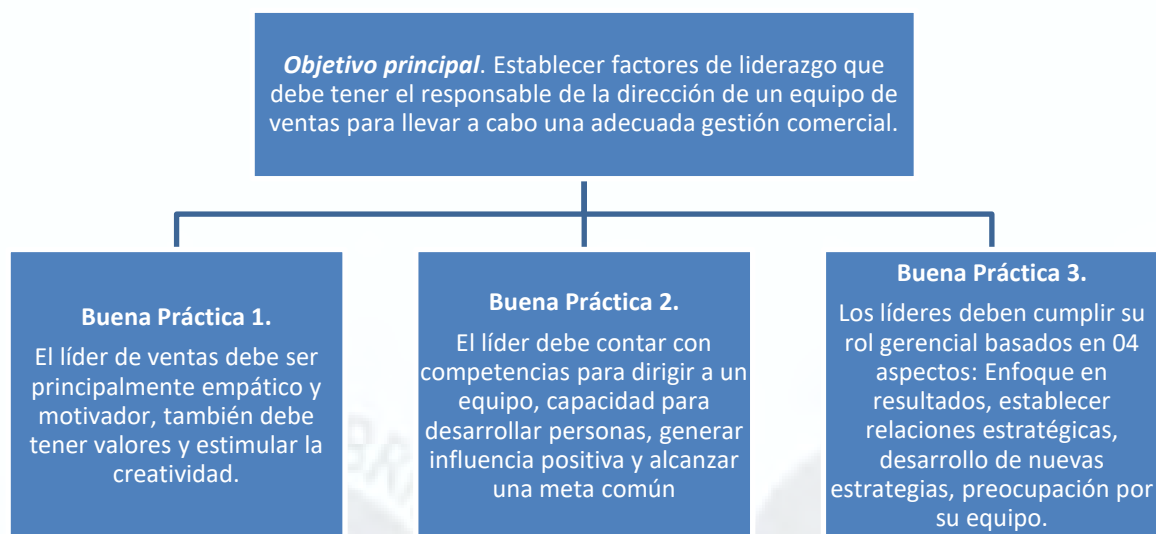 Objetivo principal. Establecer factores de liderazgo que
debe tener el responsable de la dirección de un equipo de
ventas para llevar a cabo una adecuada gestión comercial.
Buena Práctica 1.
El líder de ventas debe ser
principalmente empático y
motivador, también debe
tener valores y estimular la
creatividad.
Buena Práctica 2.
El líder debe contar con
competencias para dirigir a un
equipo, capacidad para
desarrollar personas, generar
influencia positiva y alcanzar
una meta común
Buena Práctica 3.
Los líderes deben cumplir su
rol gerencial basados en 04
aspectos: Enfoque en
resultados, establecer
relaciones estratégicas,
desarrollo de nuevas
estrategias, preocupación por
su equipo.